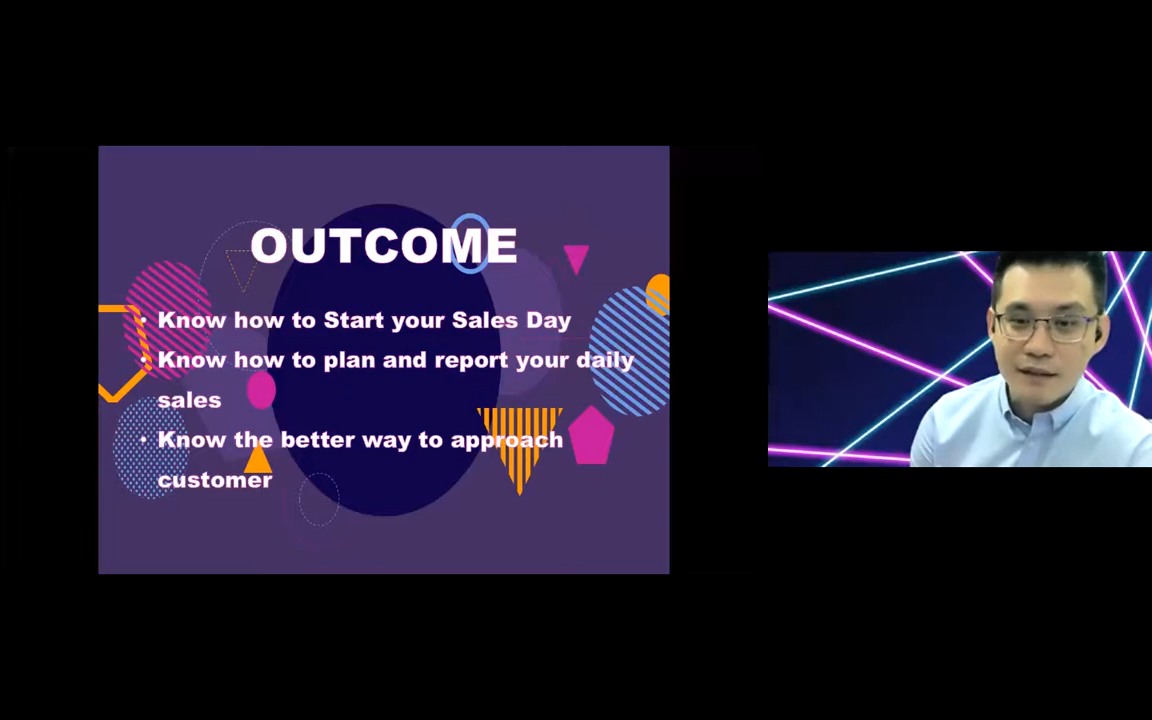 OUTCOME
• Know how to Start your Sales Day
• Know how to plan and report your daily
sales
• Know the better way to approach
customer